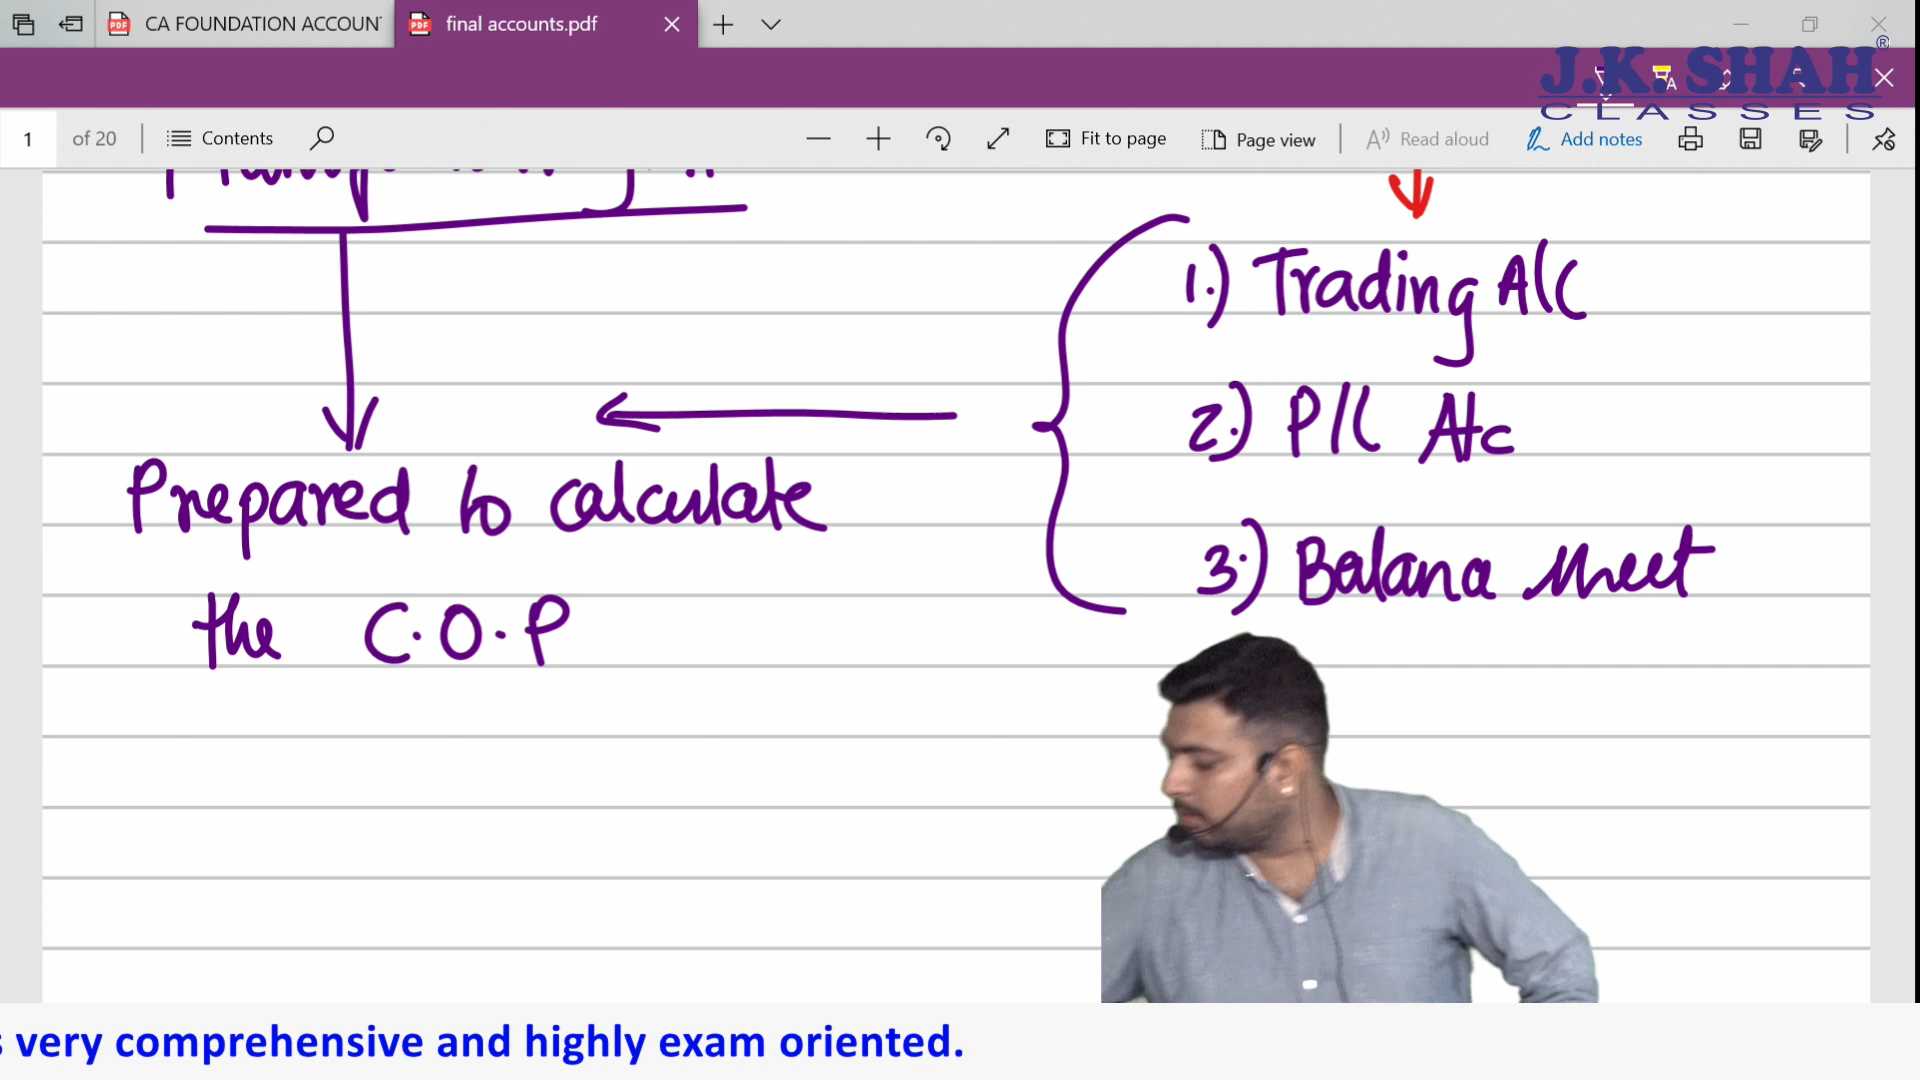 CA FOUNDATION ACCOUN
final accounts.pdf
J.K. SHAH®
CLASSES
1 of 20
Contents
Fit to page
Page view
Read aloud
Add notes
1.) Trading A/C
2.) P/L A/c
3.) Balance sheet
Prepared to calculate
the C.O.P
very comprehensive and highly exam oriented.